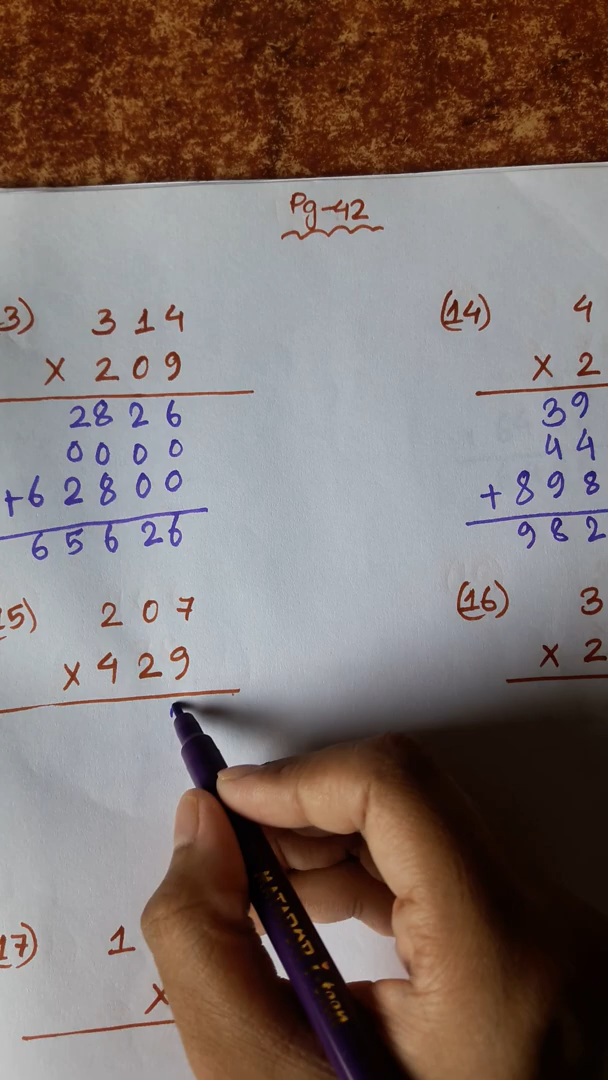 Pg-42
3) 314
x 209
2826
0000
+62800
65626
(14) 4
x 2
39
44
+898
982
15) 207
x 429
(16) 3
x 2
17) 1
x